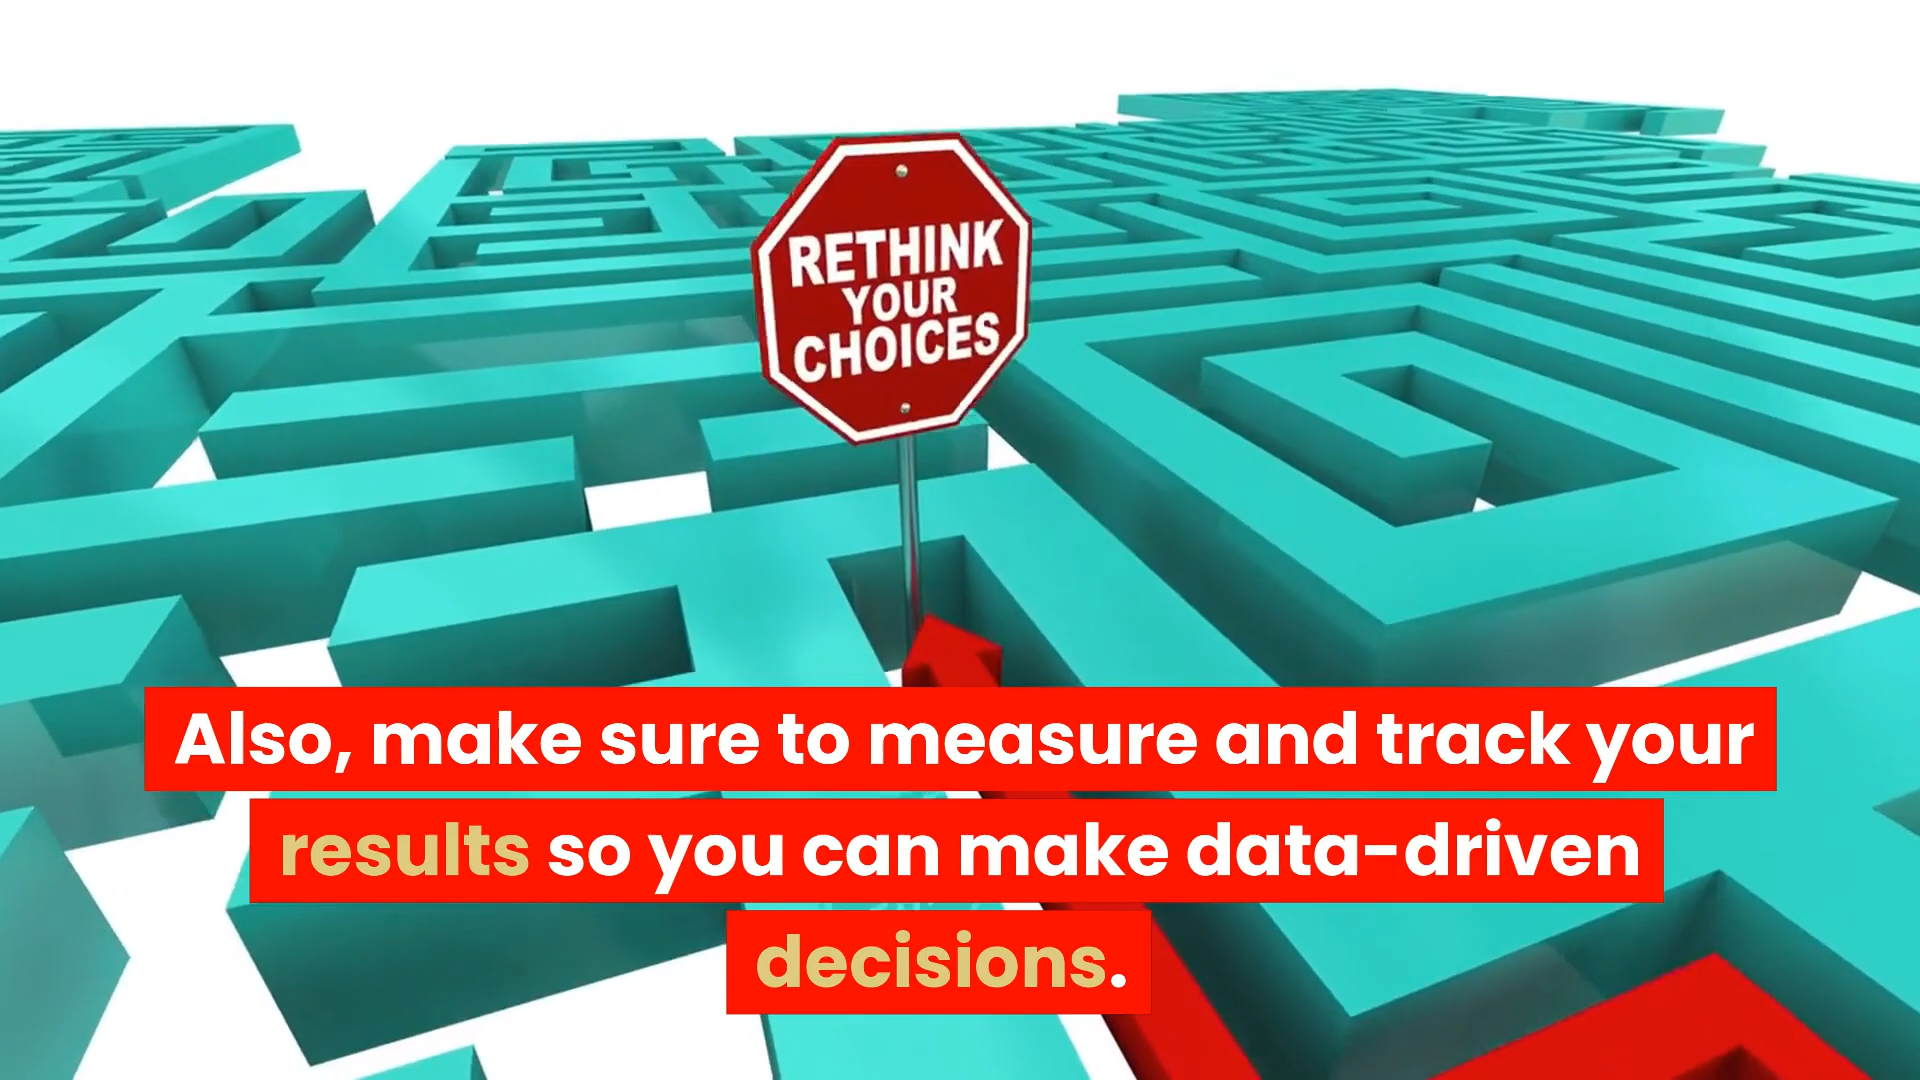 RETHINK
YOUR
CHOICES
Also, make sure to measure and track your
results so you can make data-driven
decisions.